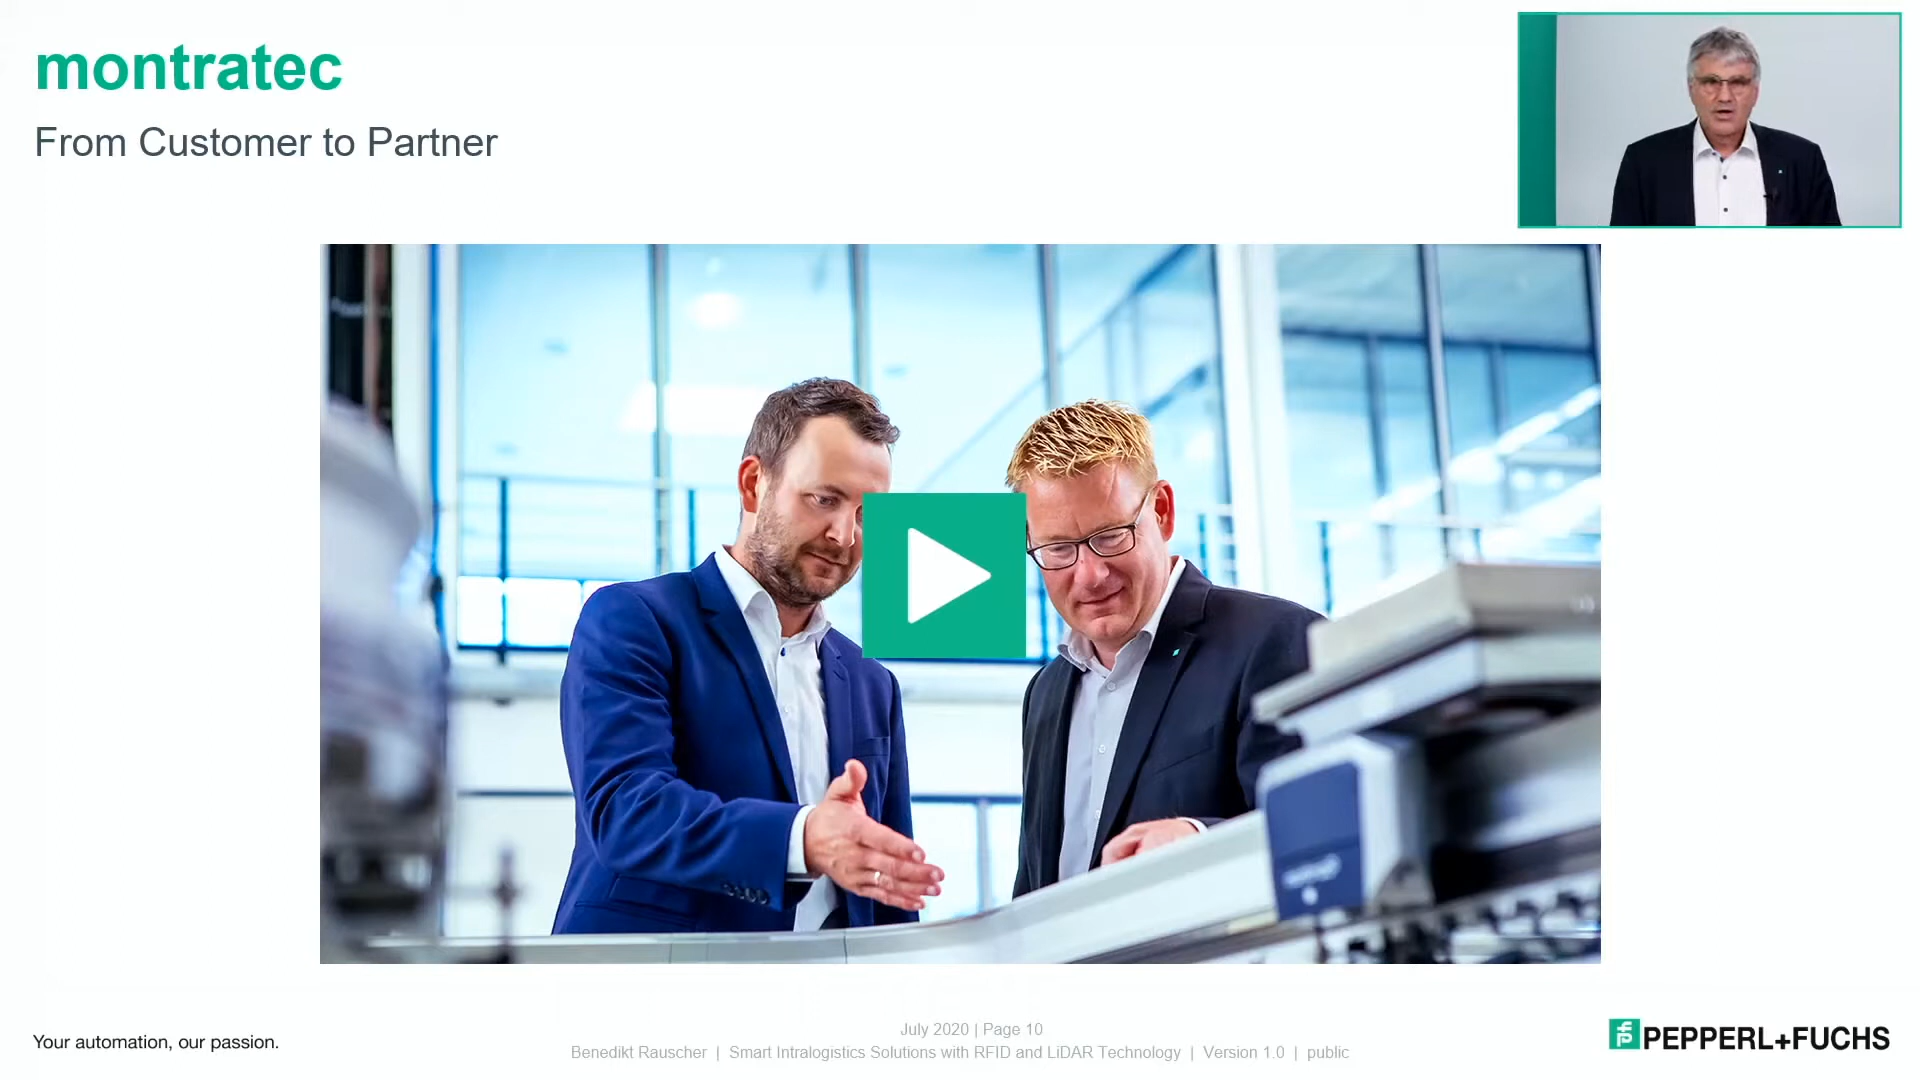 montratec
From Customer to Partner
Your automation, our passion.
July 2020 | Page 10
Benedikt Rauscher | Smart Intralogistics Solutions with RFID and LiDAR Technology | Version 1.0 | public
PEPPERL+FUCHS